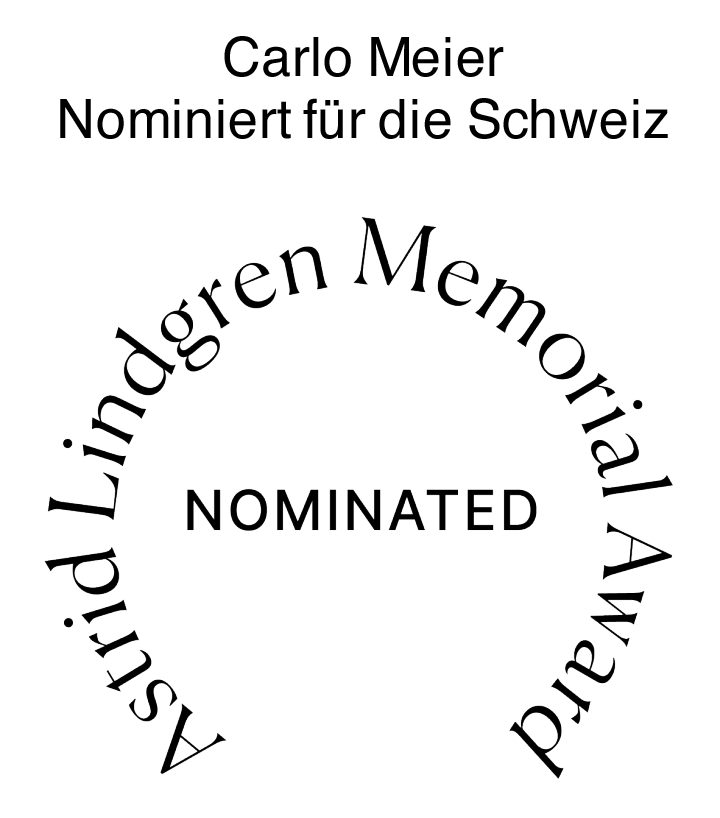 Carlo Meier
Nominiert für die Schweiz
Astrid Lindgren Memorial Award
NOMINATED